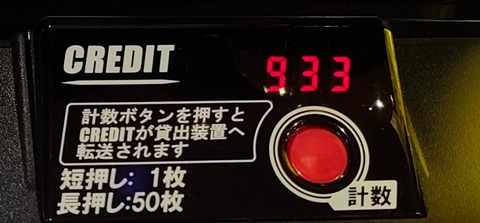 CREDIT
933
計数ボタンを押すと
CREDITが貸出装置へ
転送されます
短押し: 1枚
長押し:50枚
計数